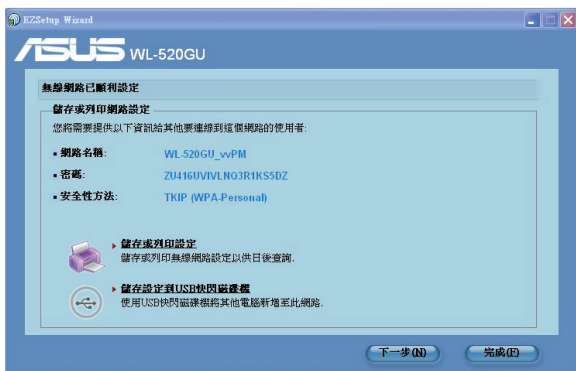 EZSetup Wizard
ASUS WL-520GU
無線網路已順利設定
儲存或列印網路設定
您將需要提供以下資訊給其他要連線到這個網路的使用者:
▪ 網路名稱: WL-520GU_vvPM
▪ 密碼: ZU416UVIVLNQ3R1KS5DZ
▪ 安全性方法: TKIP (WPA-Personal)
儲存或列印設定
儲存或列印無線網路設定以供日後查詢.
儲存設定到USB快閃磁碟機
使用USB快閃磁碟機將其他電腦新增至此網路.
下一步(N) 完成(F)